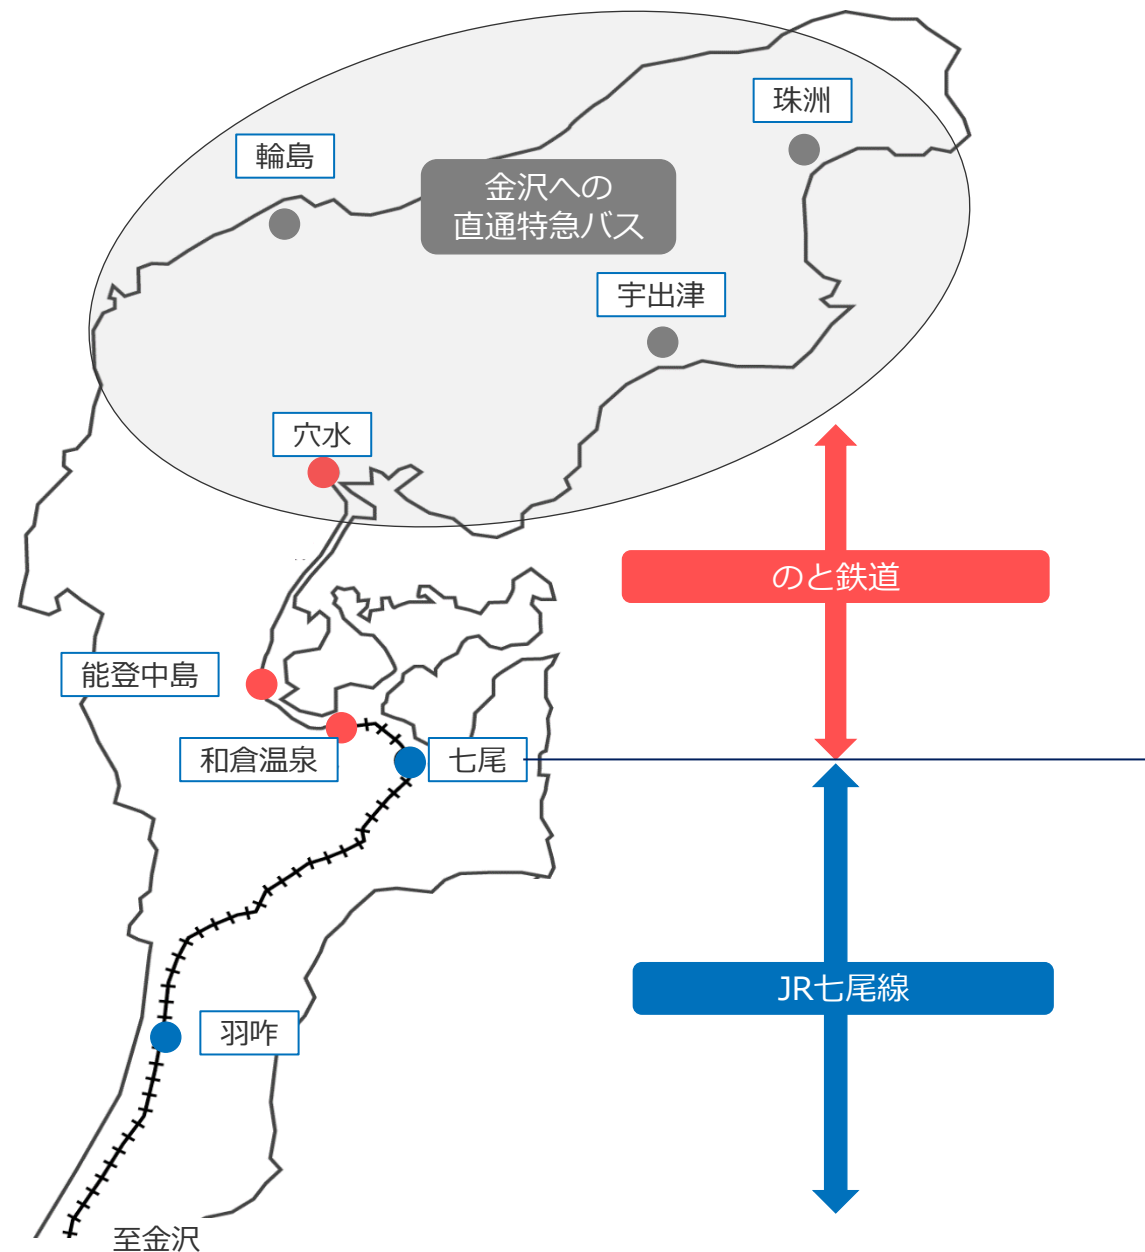 珠洲
輪島
金沢への
直通特急バス
宇出津
穴水
のと鉄道
能登中島
和倉温泉
七尾
JR七尾線
羽咋
至金沢